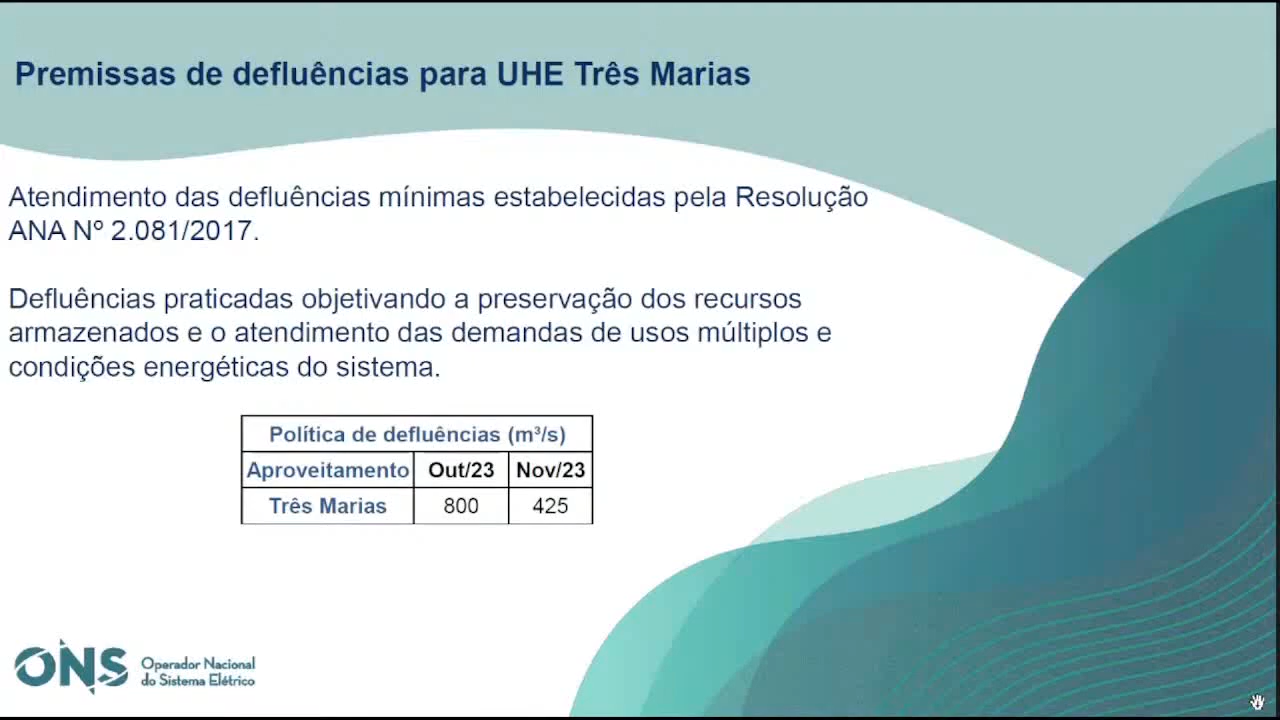 Premissas de defluências para UHE Três Marias
Atendimento das defluências mínimas estabelecidas pela Resolução
ANA Nº 2.081/2017.
Defluências praticadas objetivando a preservação dos recursos
armazenados e o atendimento das demandas de usos múltiplos e
condições energéticas do sistema.
Política de defluências (m³/s)
Aproveitamento Out/23 Nov/23
Três Marias 800 425
ONS Operador Nacional
do Sistema Elétrico